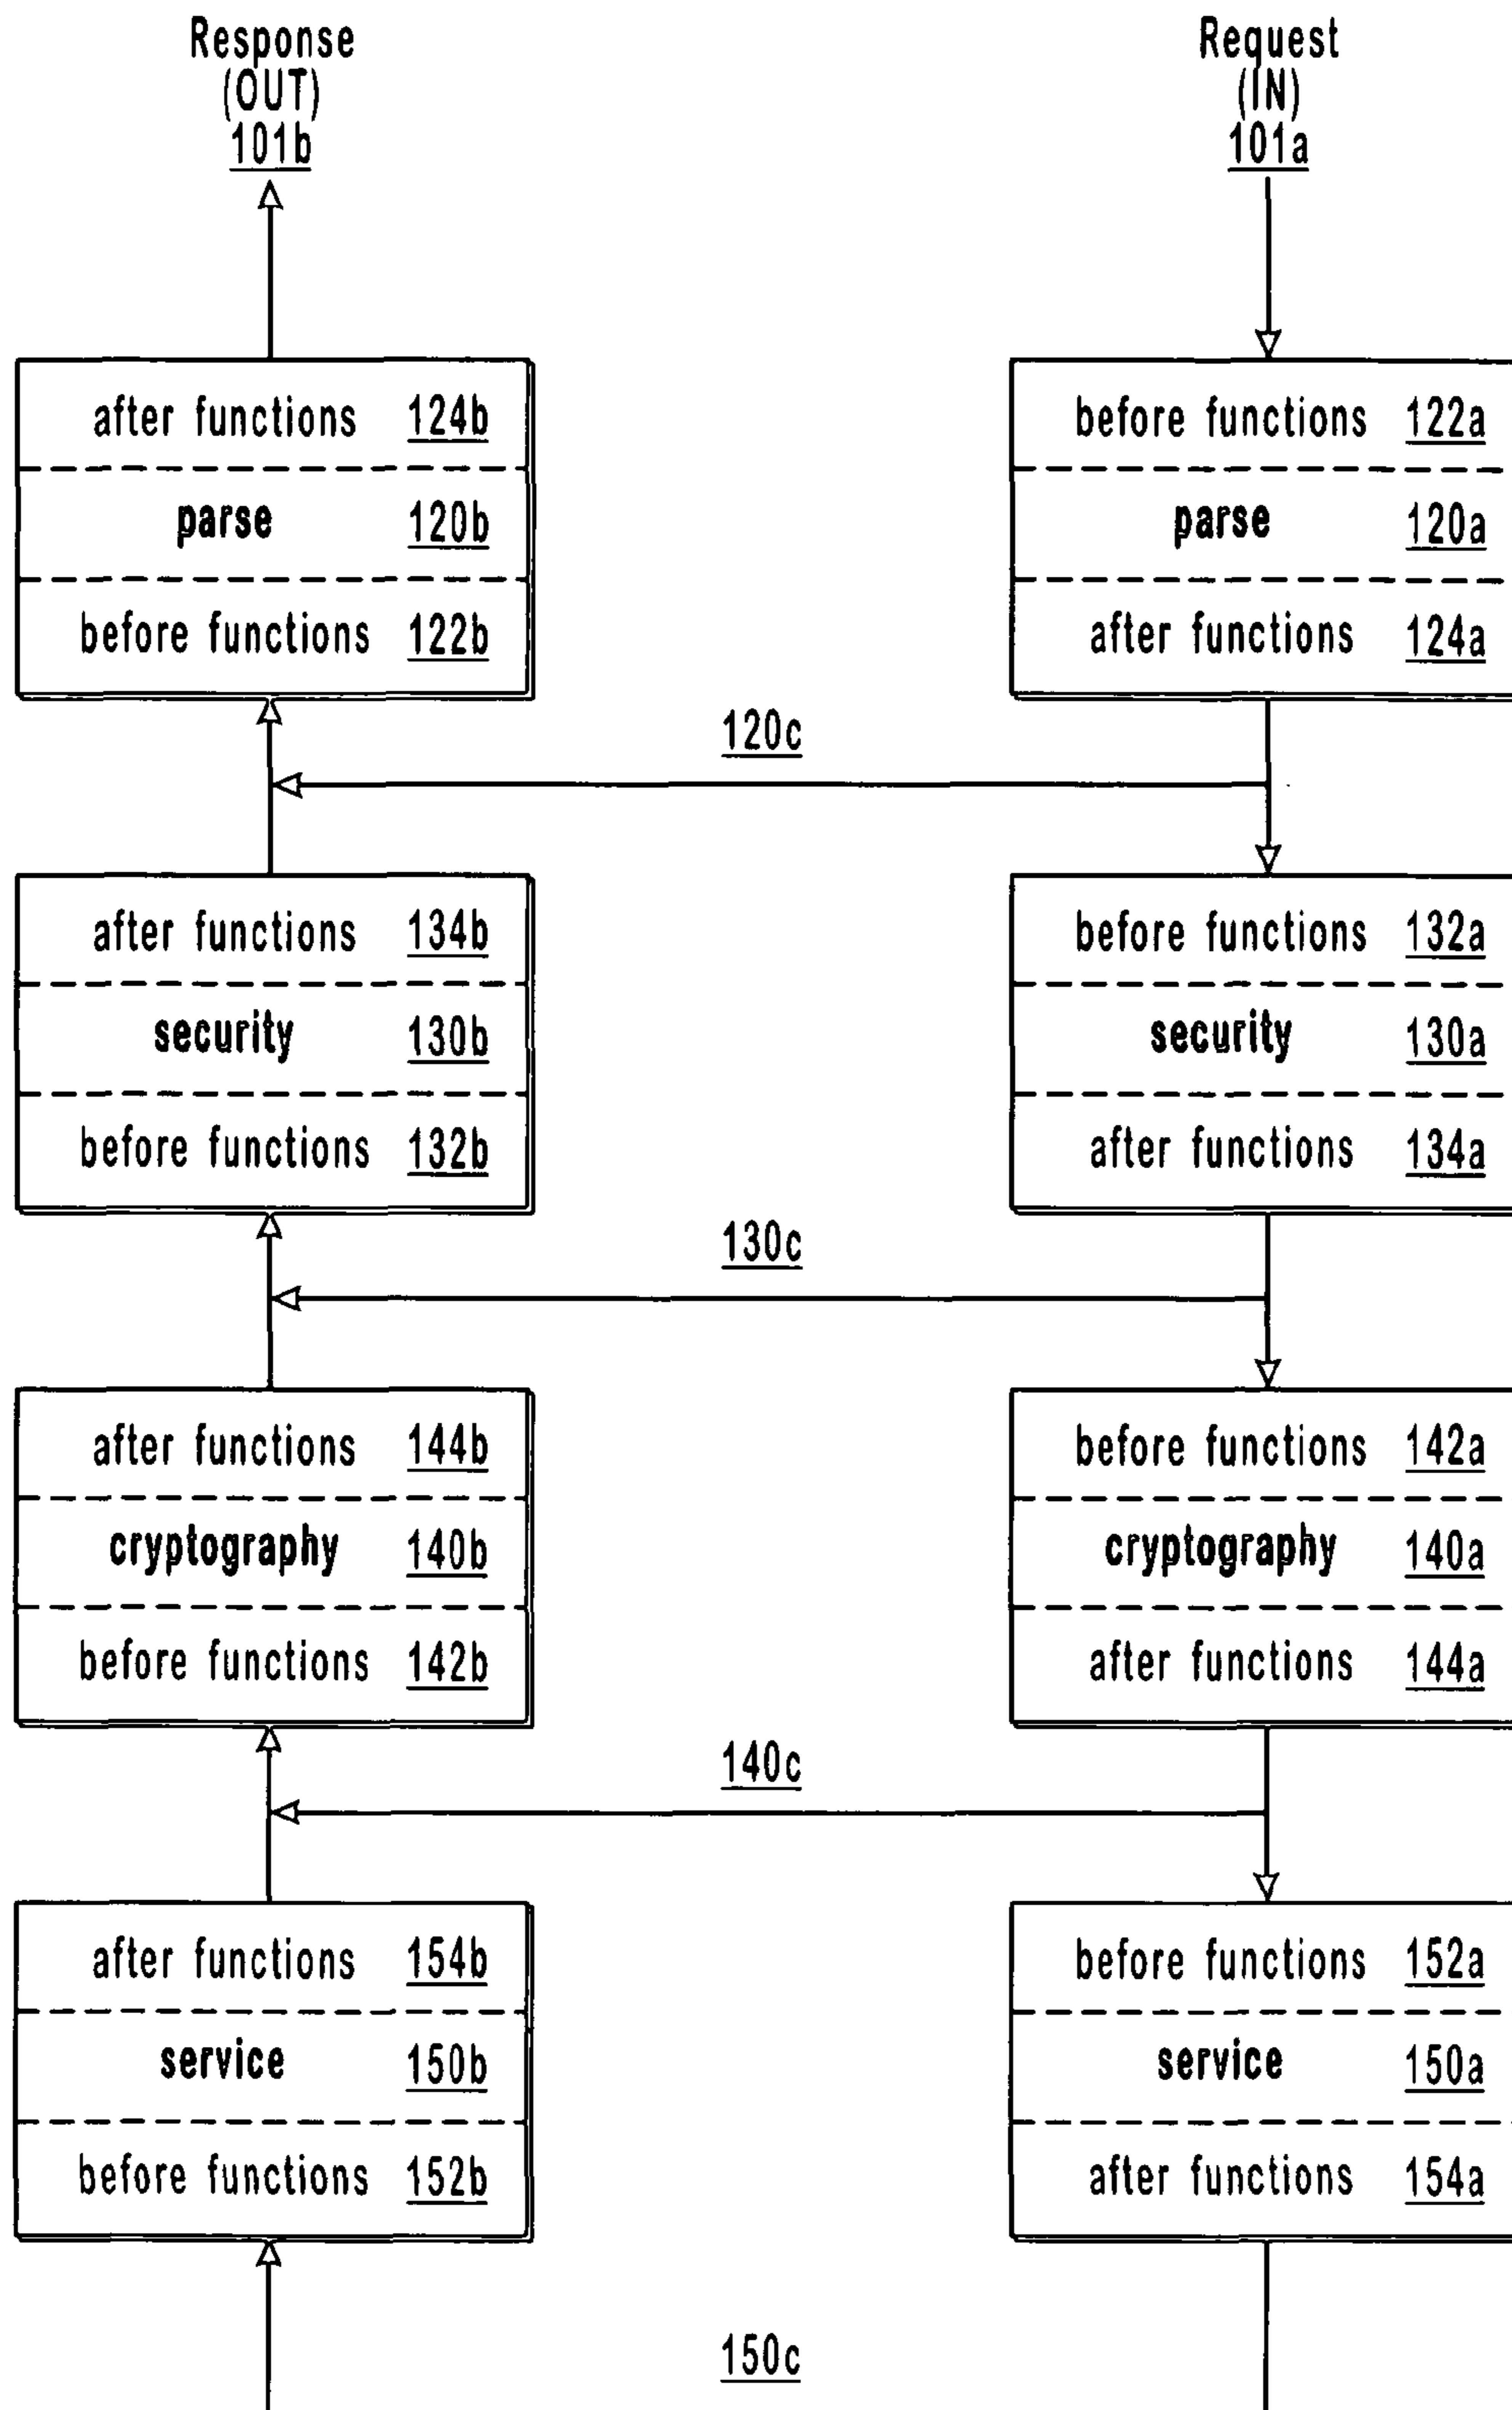 Response
(OUT)
101b
Request
(IN)
101a
after functions 124b
parse 120b
before functions 122b
before functions 122a
parse 120a
after functions 124a
120c
after functions 134b
security 130b
before functions 132b
before functions 132a
security 130a
after functions 134a
130c
after functions 144b
cryptography 140b
before functions 142b
before functions 142a
cryptography 140a
after functions 144a
140c
after functions 154b
service 150b
before functions 152b
before functions 152a
service 150a
after functions 154a
150c